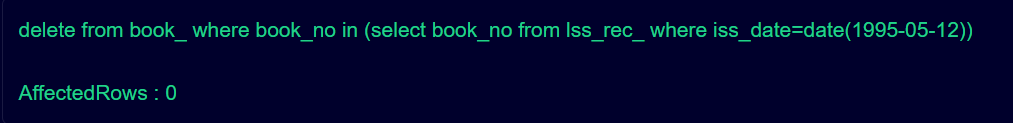 delete from book_ where book_no in (select book_no from Iss_rec_ where iss_date=date(1995-05-12))
AffectedRows : 0